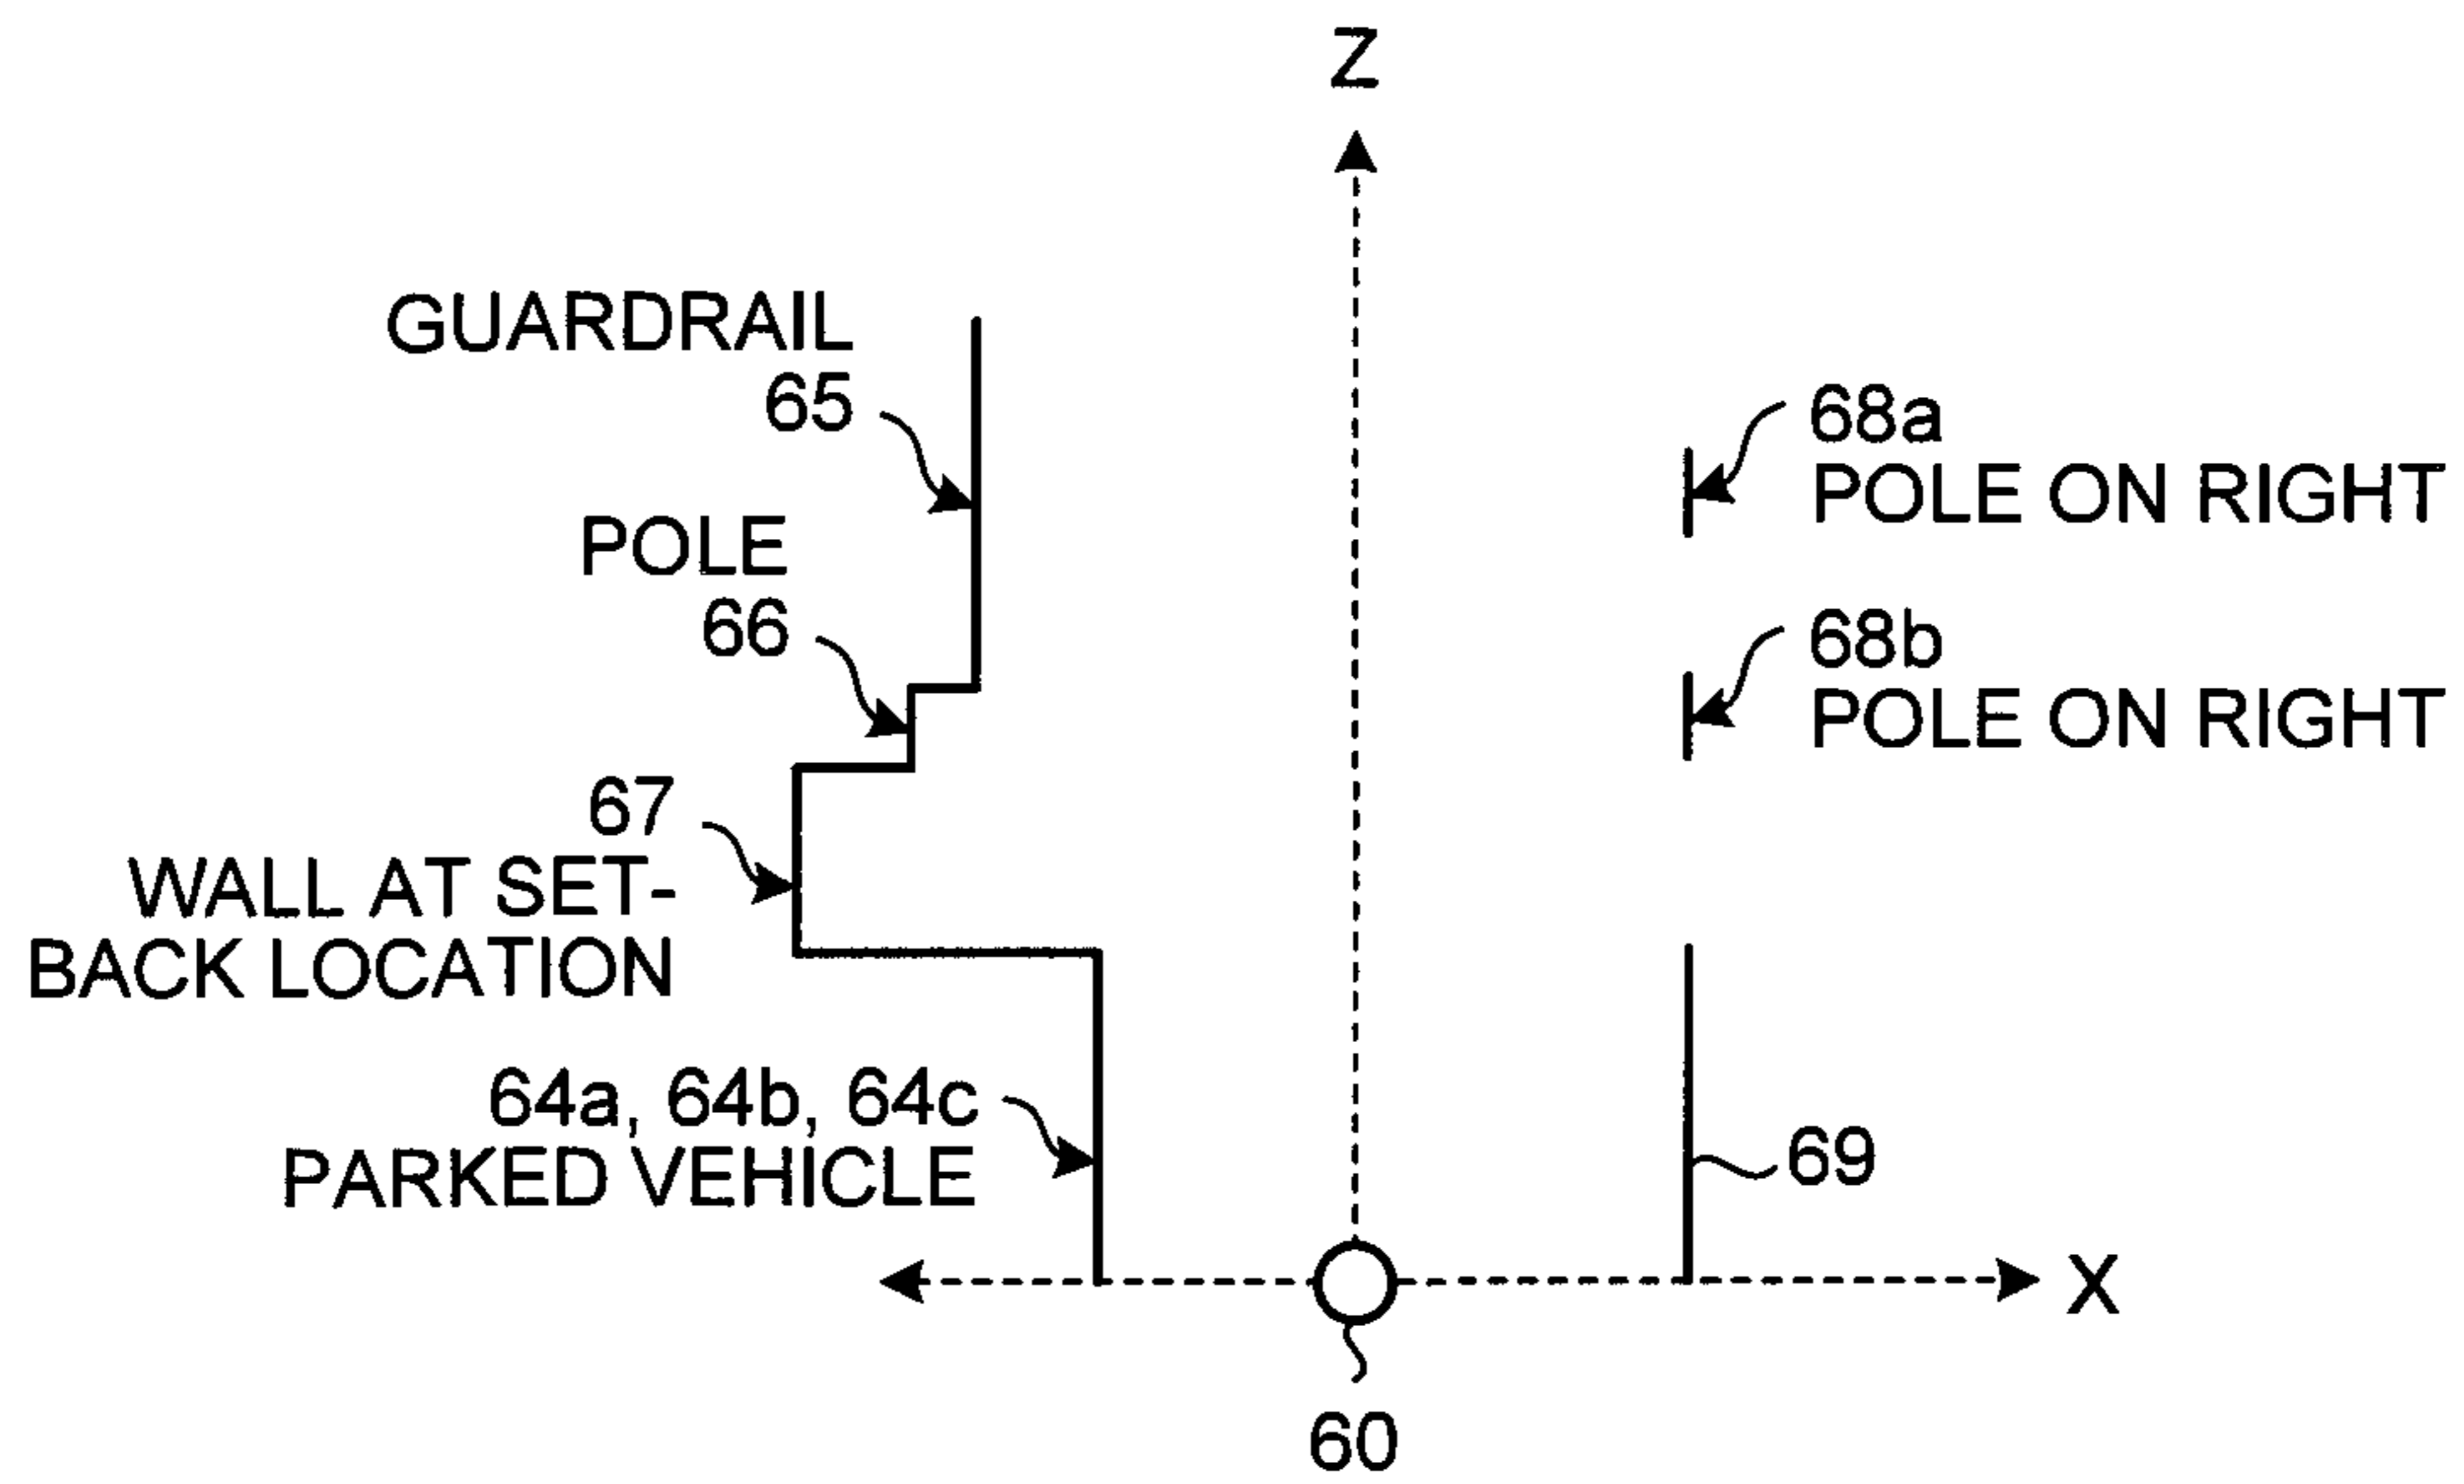 Z
GUARDRAIL
65
68a
POLE ON RIGHT
POLE
66
68b
POLE ON RIGHT
67
WALL AT SET-
BACK LOCATION
64a, 64b, 64c
PARKED VEHICLE
69
X
60